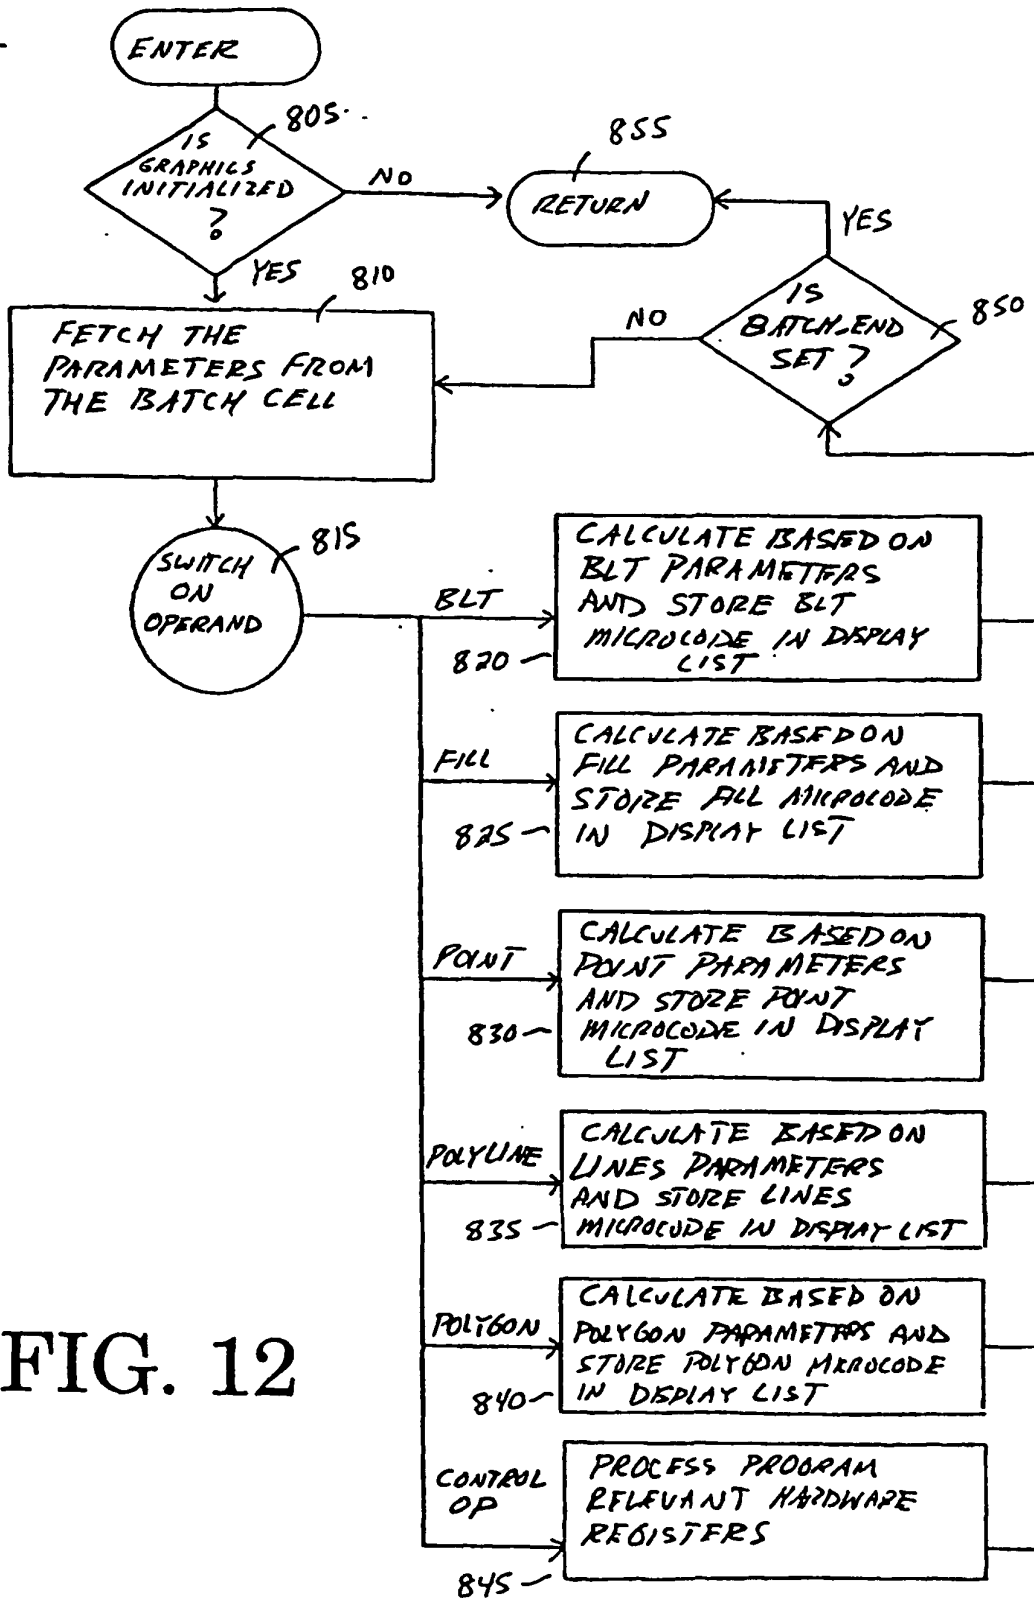 ENTER
805
IS
GRAPHICS
INITIALIZED
?
NO
YES
855
RETURN
YES
IS
BATCH-END
SET?
850
NO
810
FETCH THE
PARAMETERS FROM
THE BATCH CELL
815
SWITCH
ON
OPERAND
BLT
820
CALCULATE BASED ON
BLT PARAMETERS
AND STORE BLT
MICROCODE IN DISPLAY
LIST
FILL
825
CALCULATE BASED ON
FILL PARAMETERS AND
STORE FILL MICROCODE
IN DISPLAY LIST
POINT
830
CALCULATE BASED ON
POINT PARAMETERS
AND STORE POINT
MICROCODE IN DISPLAY
LIST
POLYLINE
835
CALCULATE BASED ON
LINES PARAMETERS
AND STORE LINES
MICROCODE IN DISPLAY LIST
POLYGON
840
CALCULATE BASED ON
POLYGON PARAMETERS AND
STORE POLYGON MICROCODE
IN DISPLAY LIST
CONTROL
OP
845
PROCESS PROGRAM
RELEVANT HARDWARE
REGISTERS
FIG. 12